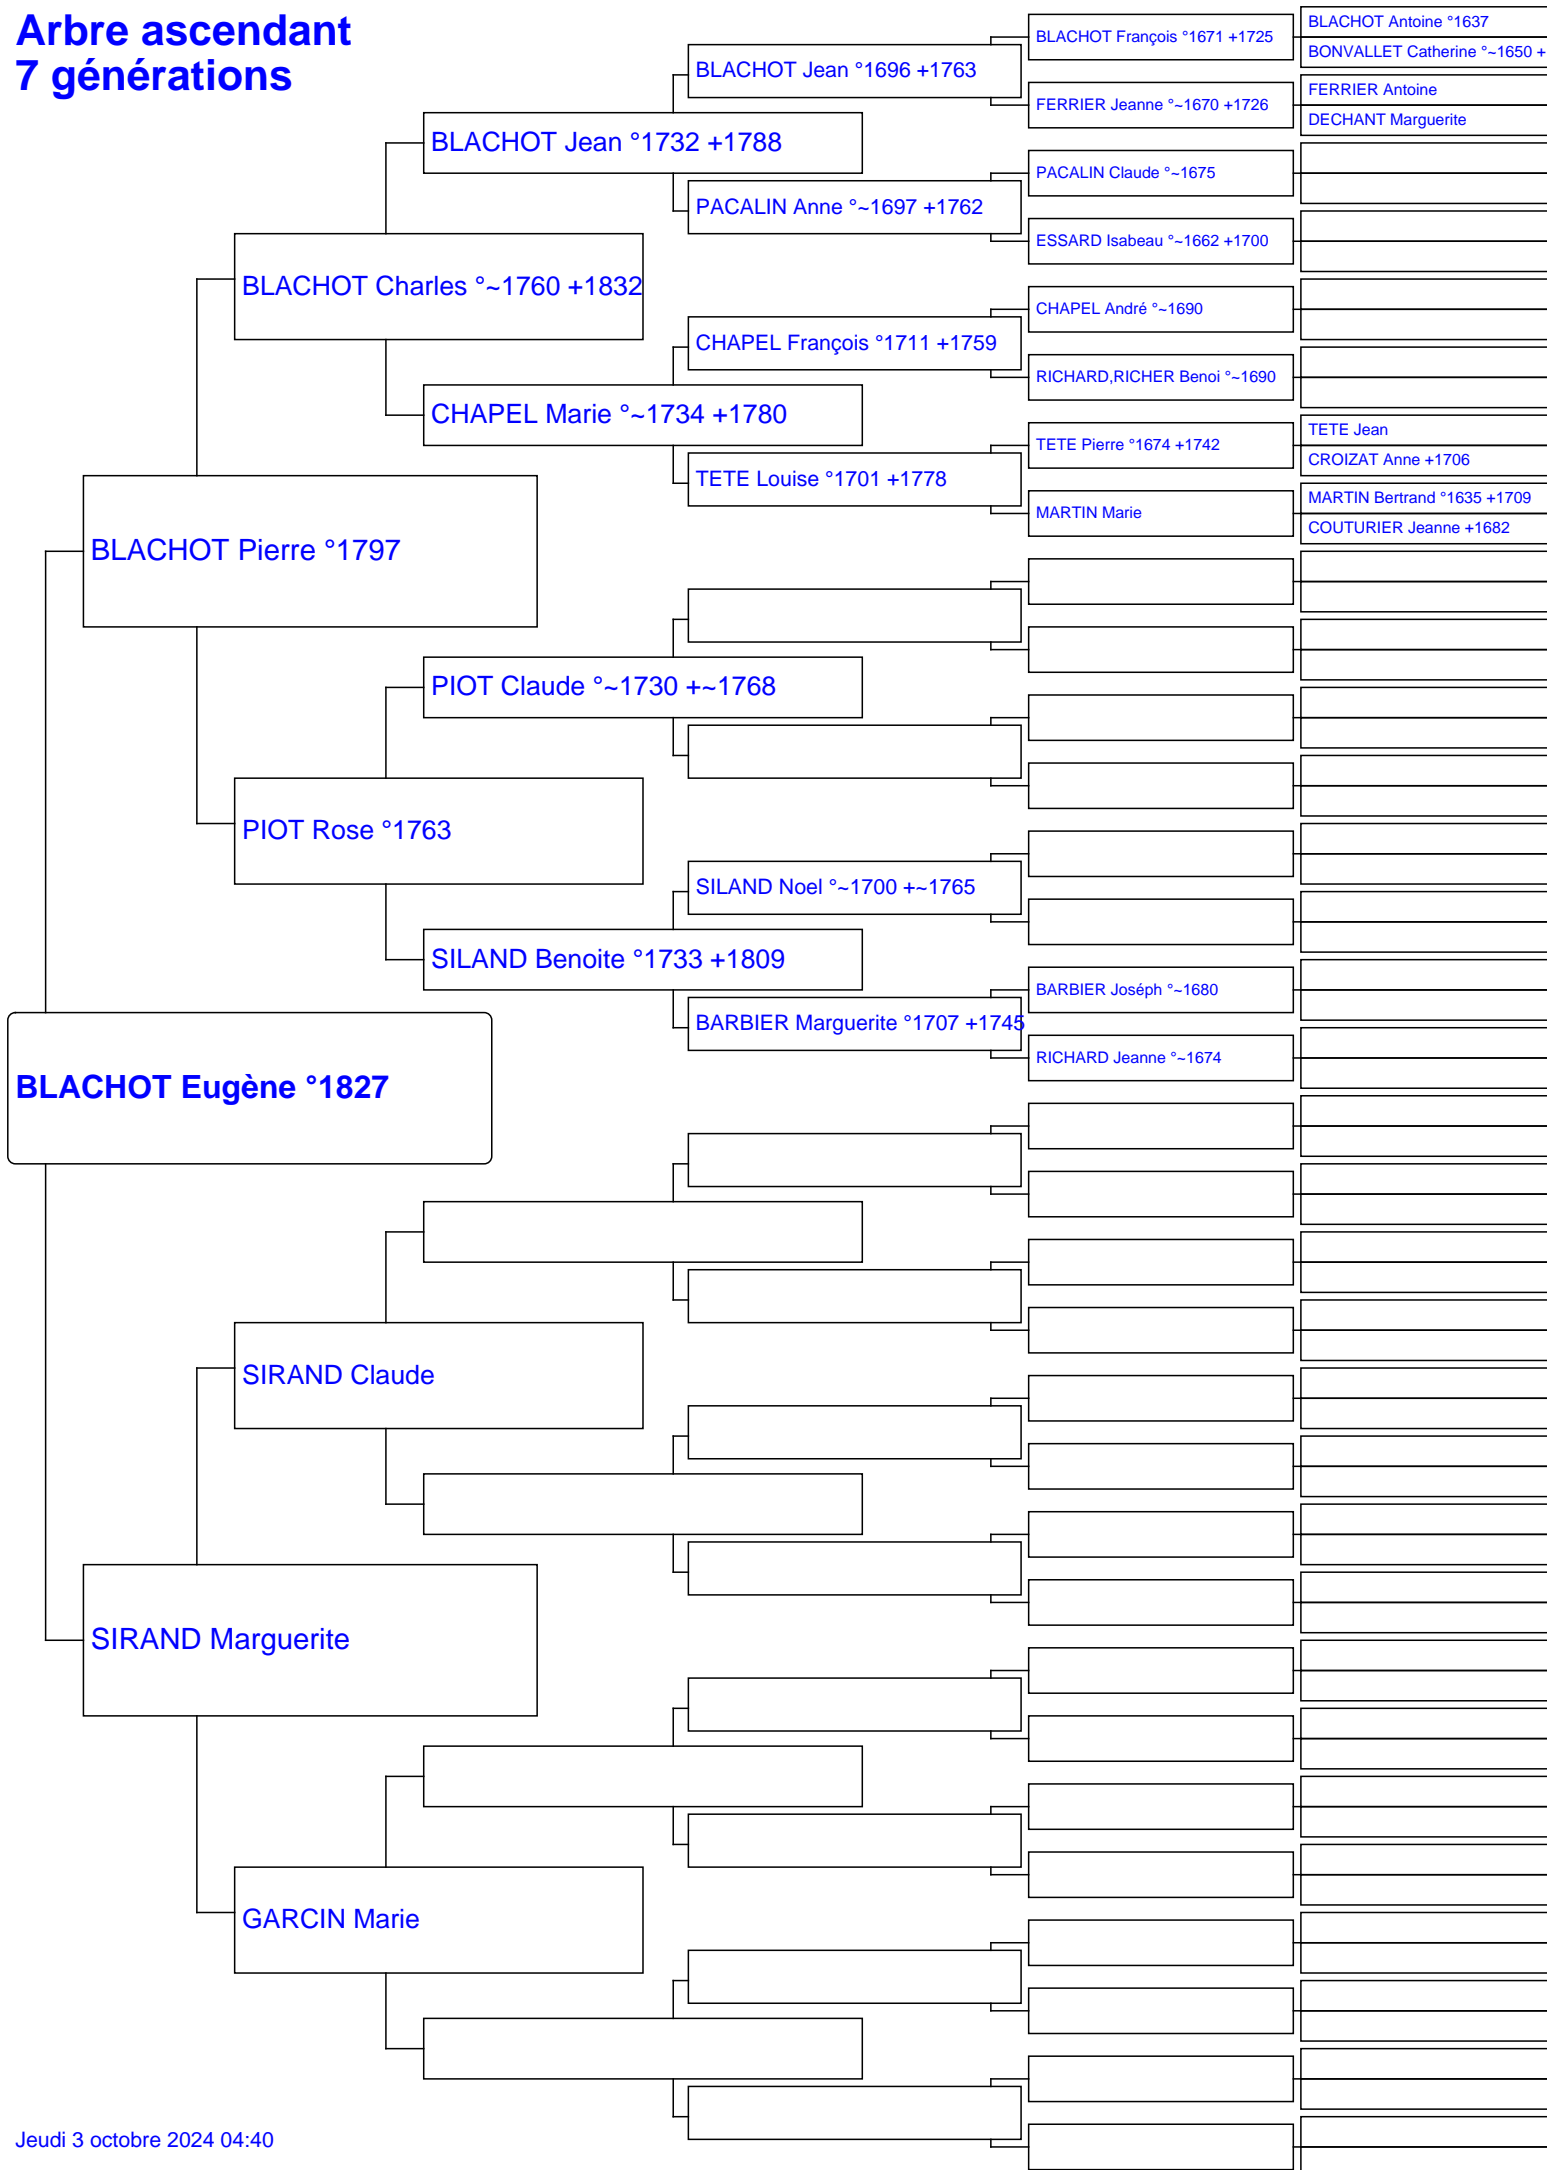 Arbre ascendant
7 générations
BLACHOT Eugène °1827
BLACHOT Pierre °1797
SIRAND Marguerite
BLACHOT Charles °~1760 +1832
PIOT Rose °1763
SIRAND Claude
GARCIN Marie
BLACHOT Jean °1732 +1788
CHAPEL Marie °~1734 +1780
PIOT Claude °~1730 +~1768
SILAND Benoite °1733 +1809
BLACHOT Jean °1696 +1763
PACALIN Anne °~1697 +1762
CHAPEL François °1711 +1759
TETE Louise °1701 +1778
SILAND Noel °~1700 +~1765
BARBIER Marguerite °1707 +1745
BLACHOT François °1671 +1725
FERRIER Jeanne °~1670 +1726
PACALIN Claude °~1675
ESSARD Isabeau °~1662 +1700
CHAPEL André °~1690
RICHARD,RICHER Benoi °~1690
TETE Pierre °1674 +1742
MARTIN Marie
BARBIER Joséph °~1680
RICHARD Jeanne °~1674
BLACHOT Antoine °1637
BONVALLET Catherine °~1650 +
FERRIER Antoine
DECHANT Marguerite
TETE Jean
CROIZAT Anne +1706
MARTIN Bertrand °1635 +1709
COUTURIER Jeanne +1682
Jeudi 3 octobre 2024 04:40